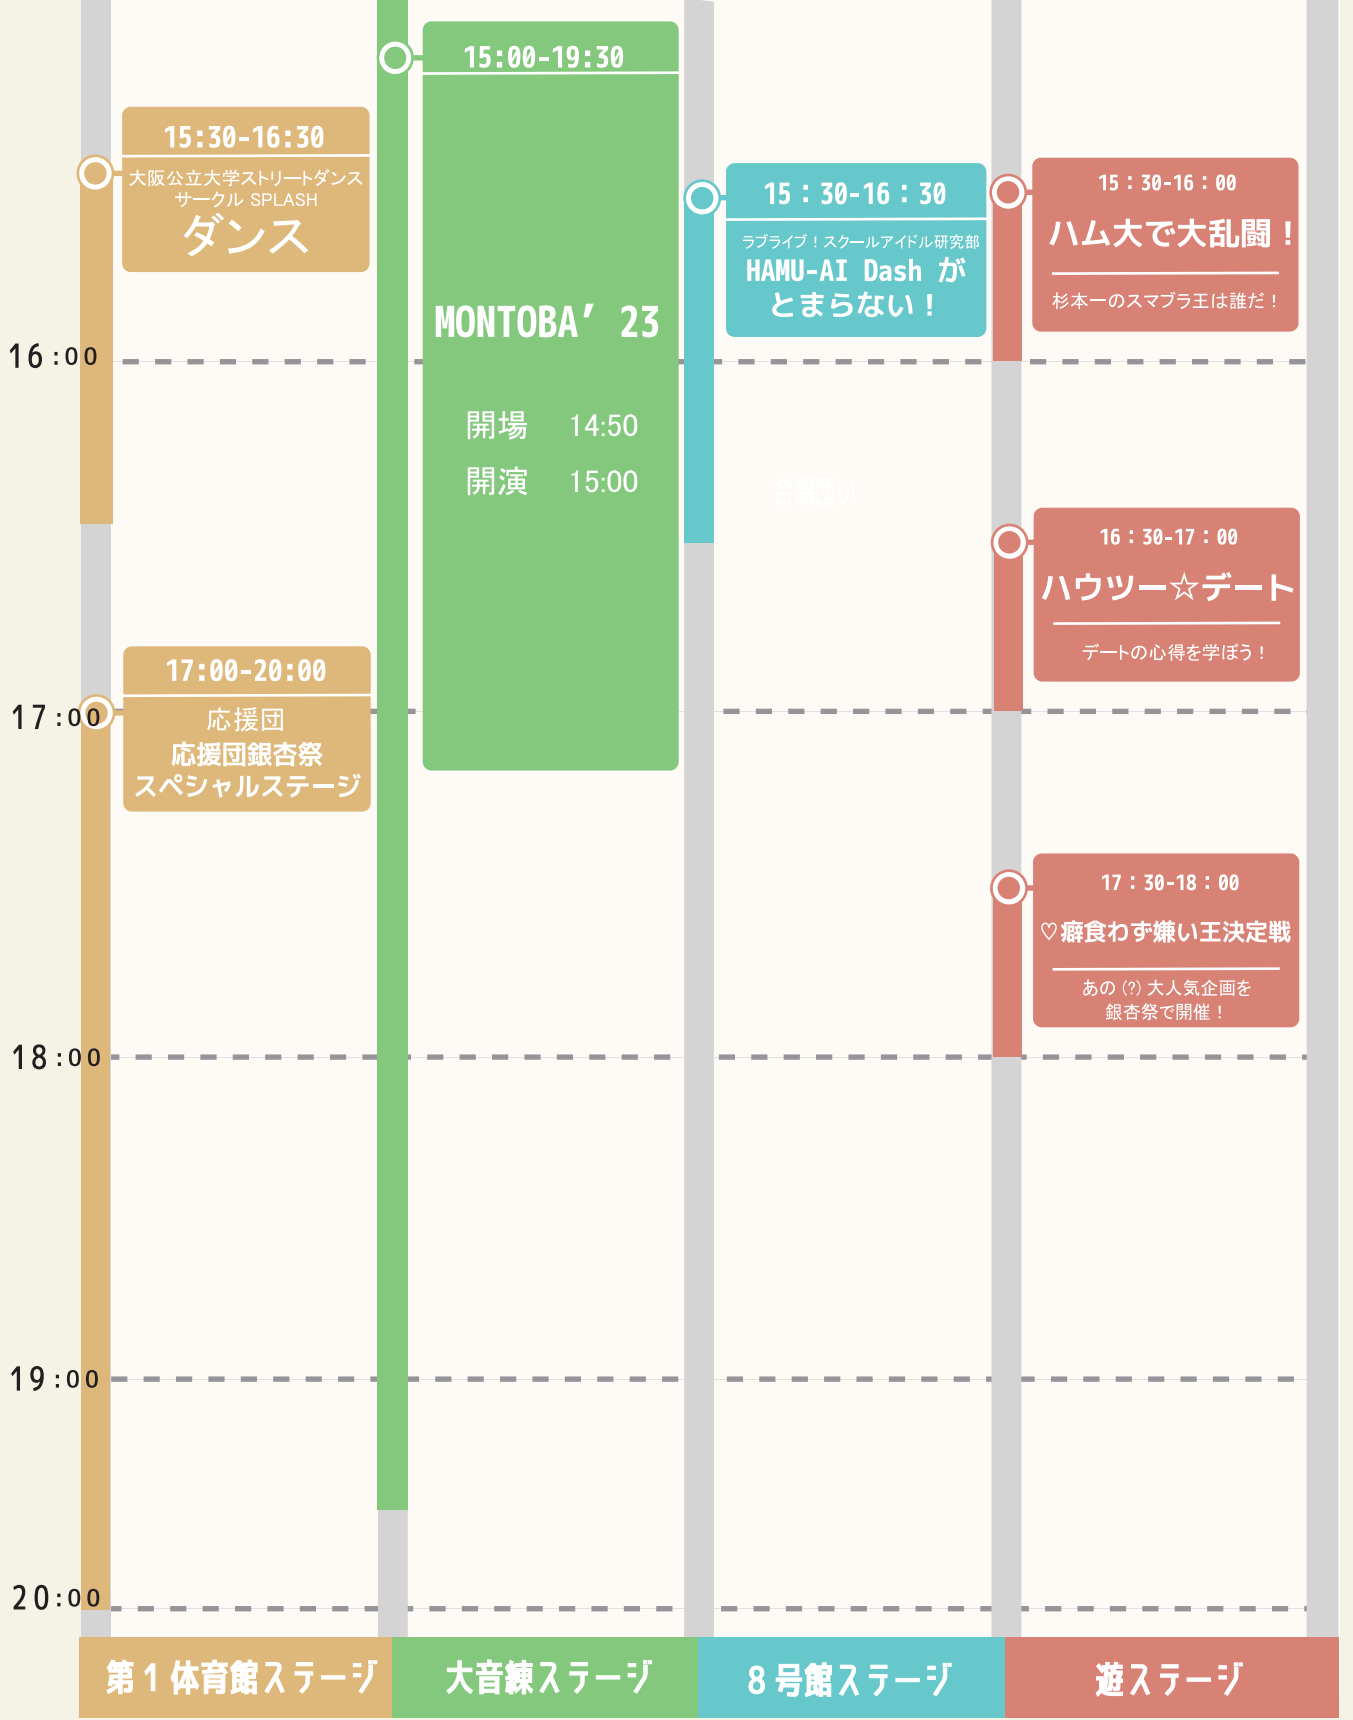 15:00-19:30
MONTOBA’ 23
開場 14:50
開演 15:00
15:30-16:30
大阪公立大学ストリートダンス
サークル SPLASH
ダンス
15：30-16：30
ラブライブ！スクールアイドル研究部
HAMU-AI Dash が
とまらない！
15：30-16：00
ハム大で大乱闘！
杉本一のスマブラ王は誰だ！
16:00
合唱団い
16：30-17：00
ハウツー☆デート
デートの心得を学ぼう！
17:00-20:00
応援団
応援団銀杏祭
スペシャルステージ
17:00
17：30-18：00
♡癖食わず嫌い王決定戦
あの（?）大人気企画を
銀杏祭で開催！
18:00
19:00
20:00
第1体育館ステージ
大音練ステージ
8号館ステージ
遊ステージ